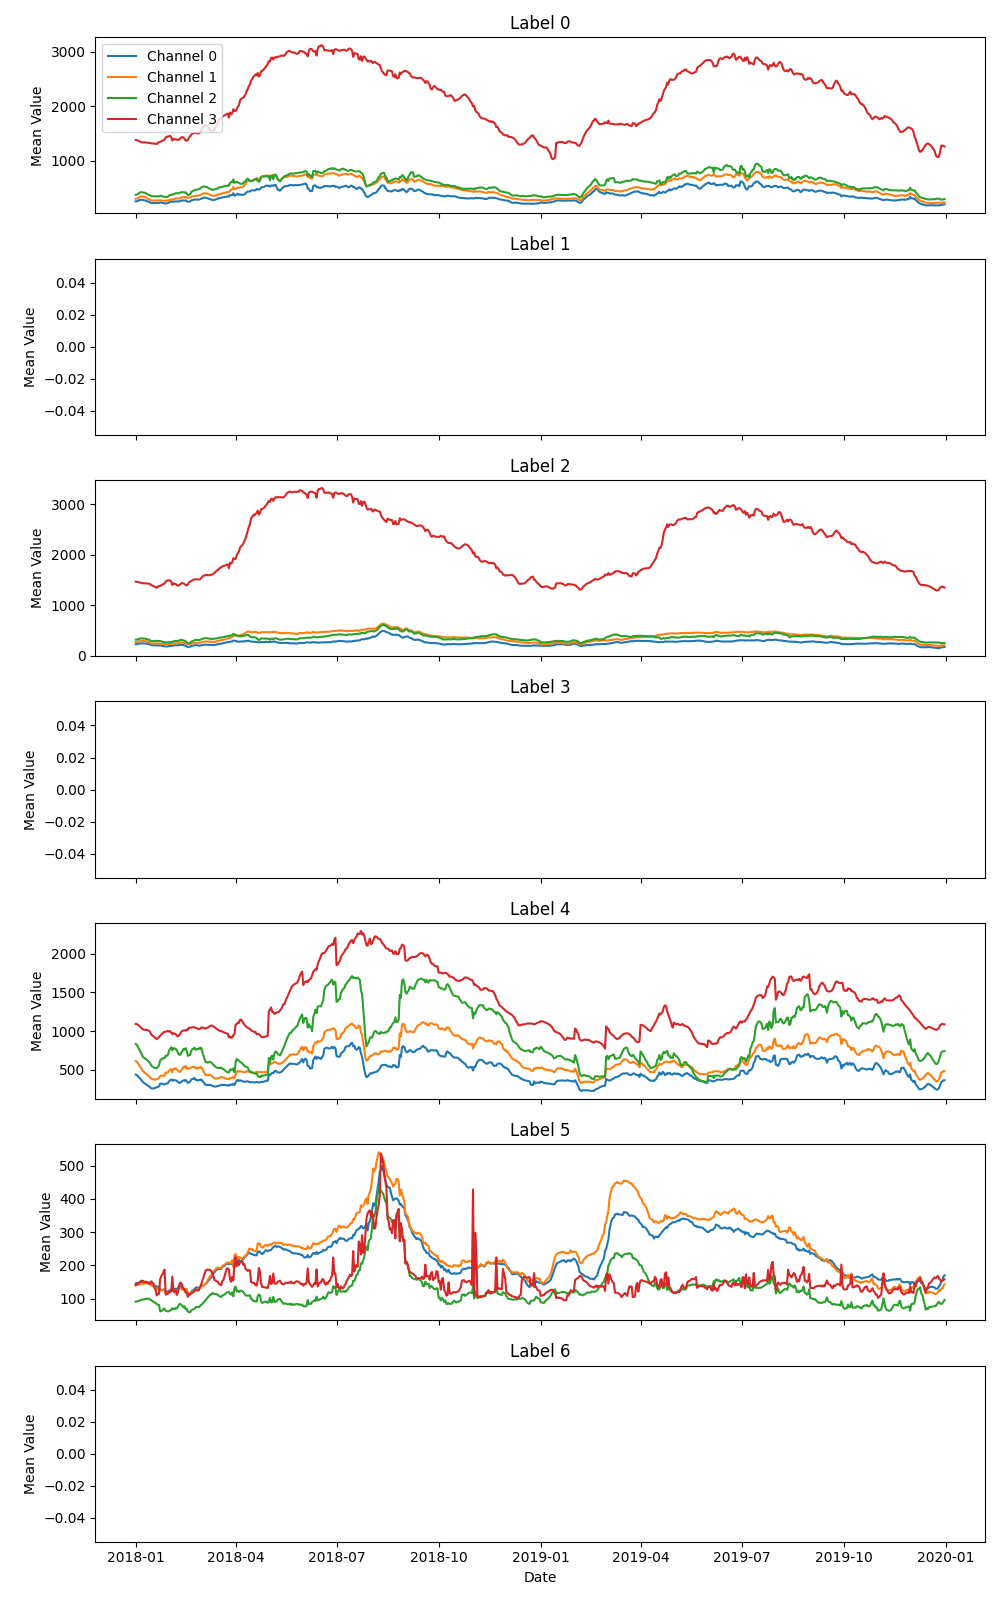 Label 0
3000
2000
1000
Mean Value
Channel 0
Channel 1
Channel 2
Channel 3
Label 1
0.04
0.02
0.00
−0.02
−0.04
Mean Value
Label 2
3000
2000
1000
0
Mean Value
Label 3
0.04
0.02
0.00
−0.02
−0.04
Mean Value
Label 4
2000
1500
1000
500
Mean Value
Label 5
500
400
300
200
100
Mean Value
Label 6
0.04
0.02
0.00
−0.02
−0.04
Mean Value
2018-01 2018-04 2018-07 2018-10 2019-01 2019-04 2019-07 2019-10 2020-01
Date